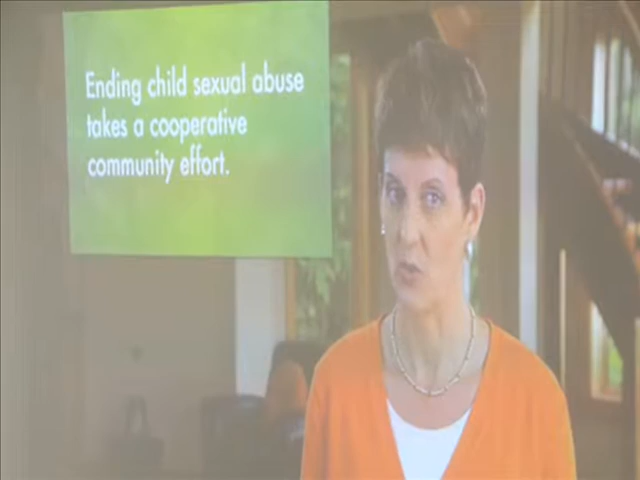 Ending child sexual abuse
takes a cooperative
community effort.